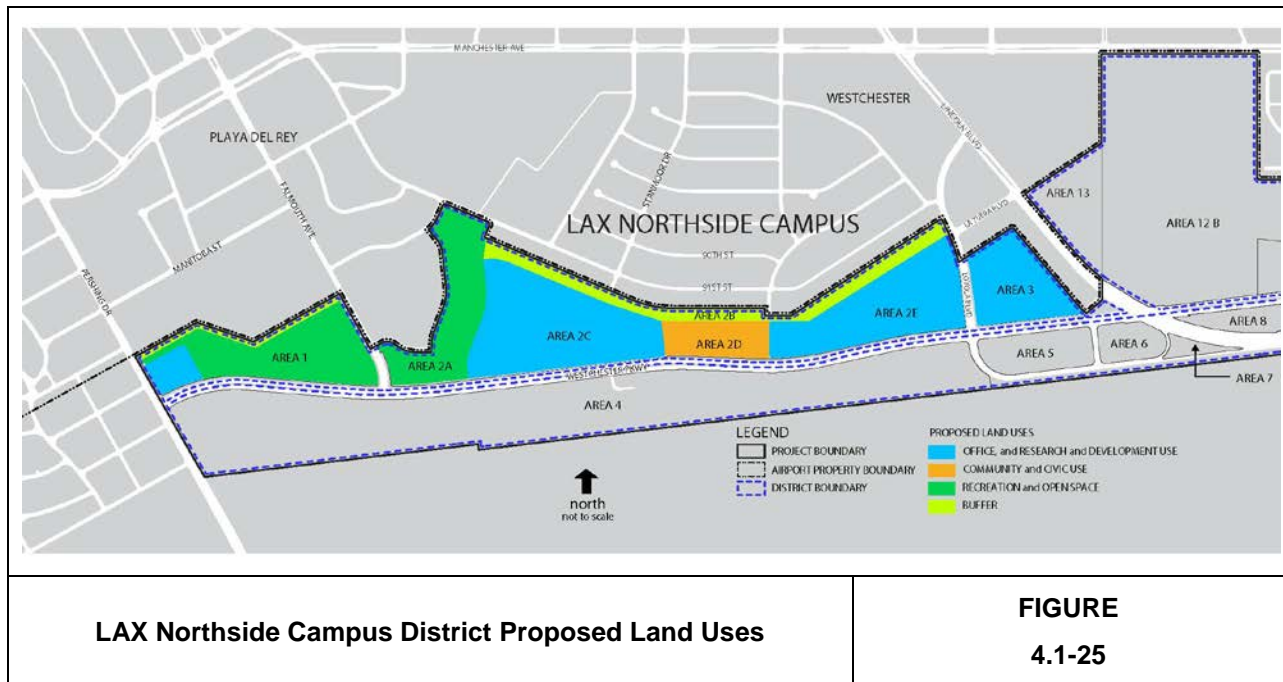 MANCHESTER AVE
WESTCHESTER
PLAYA DEL REY
LINCOLN BLVD
STANMOOR DR
FALMOUTH AVE
AREA 13
LAX NORTHSIDE CAMPUS
LA TIJERA BLVD
AREA 12 B
MANITOBA ST
90TH ST
PERSHING DR
91ST ST
LOYOLA BLVD
AREA 3
AREA 2B
AREA 2E
AREA 8
AREA 2C
AREA 2D
AREA 1
AREA 2A
AREA 5
AREA 6
WESTCHESTER PKWY
AREA 7
AREA 4
LEGEND
PROJECT BOUNDARY
AIRPORT PROPERTY BOUNDARY
DISTRICT BOUNDARY
PROPOSED LAND USES
OFFICE, and RESEARCH and DEVELOPMENT USE
COMMUNITY and CIVIC USE
RECREATION and OPEN SPACE
BUFFER
north
not to scale
LAX Northside Campus District Proposed Land Uses
FIGURE
4.1-25